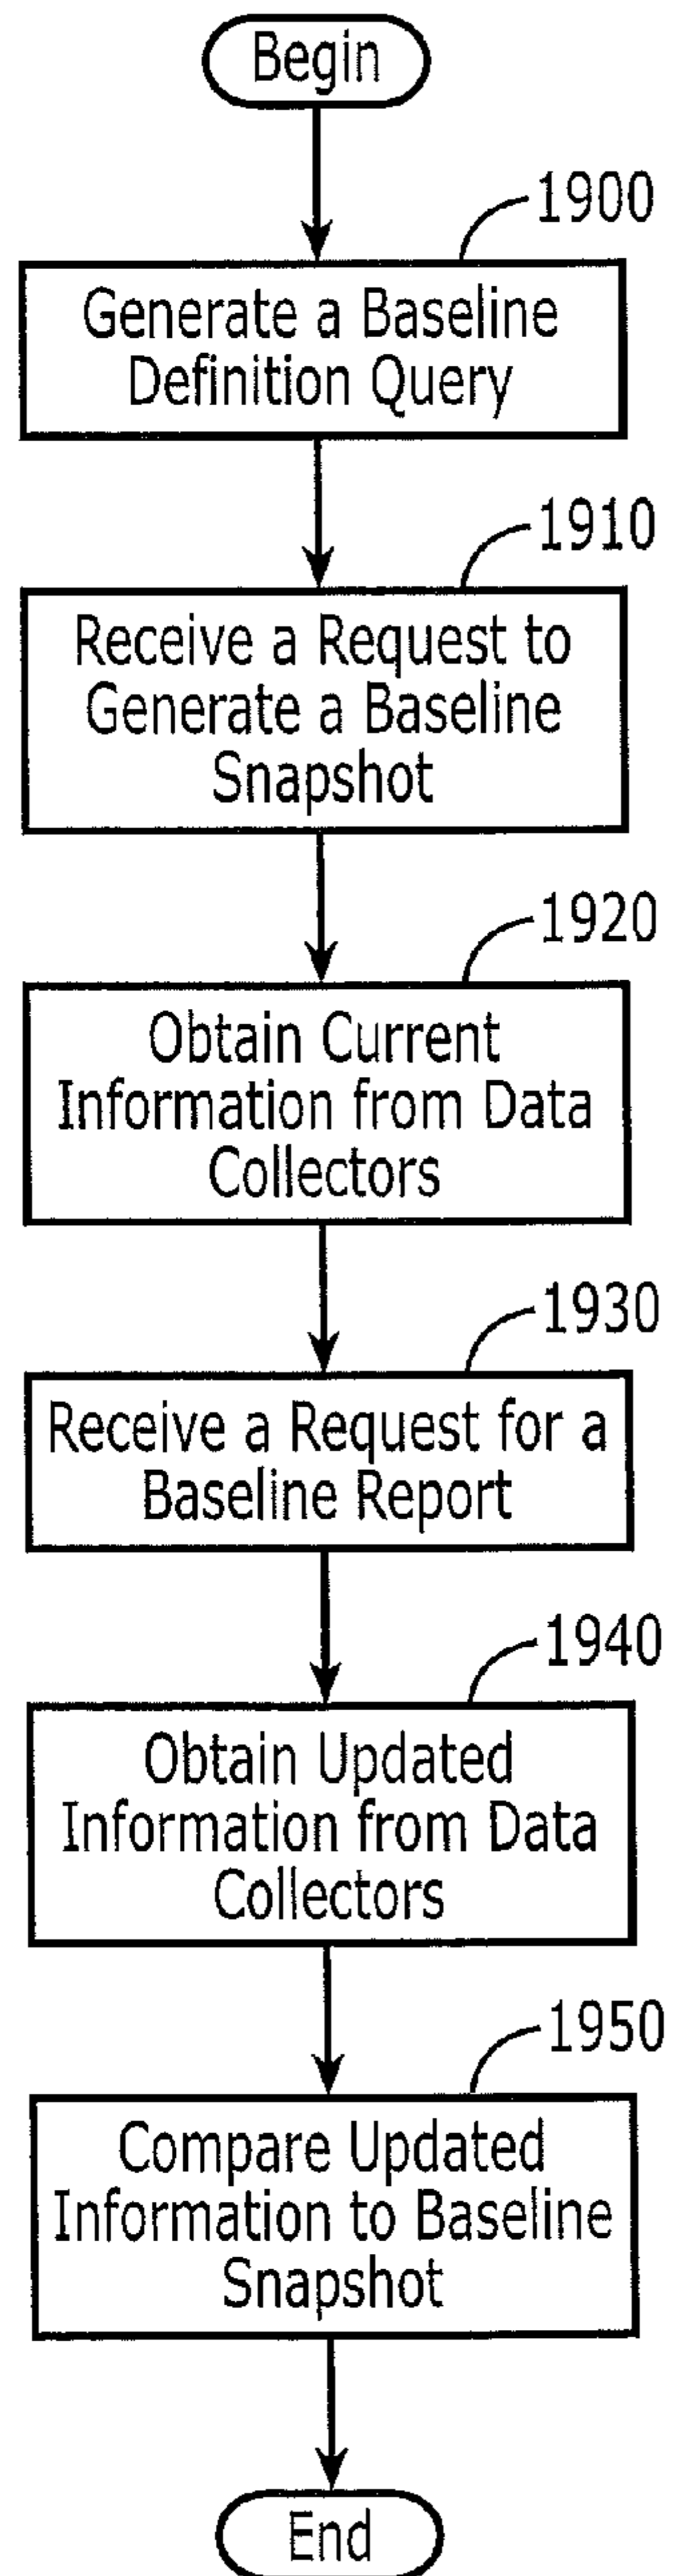 Begin
1900
Generate a Baseline
Definition Query
1910
Receive a Request to
Generate a Baseline
Snapshot
1920
Obtain Current
Information from Data
Collectors
1930
Receive a Request for a
Baseline Report
1940
Obtain Updated
Information from Data
Collectors
1950
Compare Updated
Information to Baseline
Snapshot
End